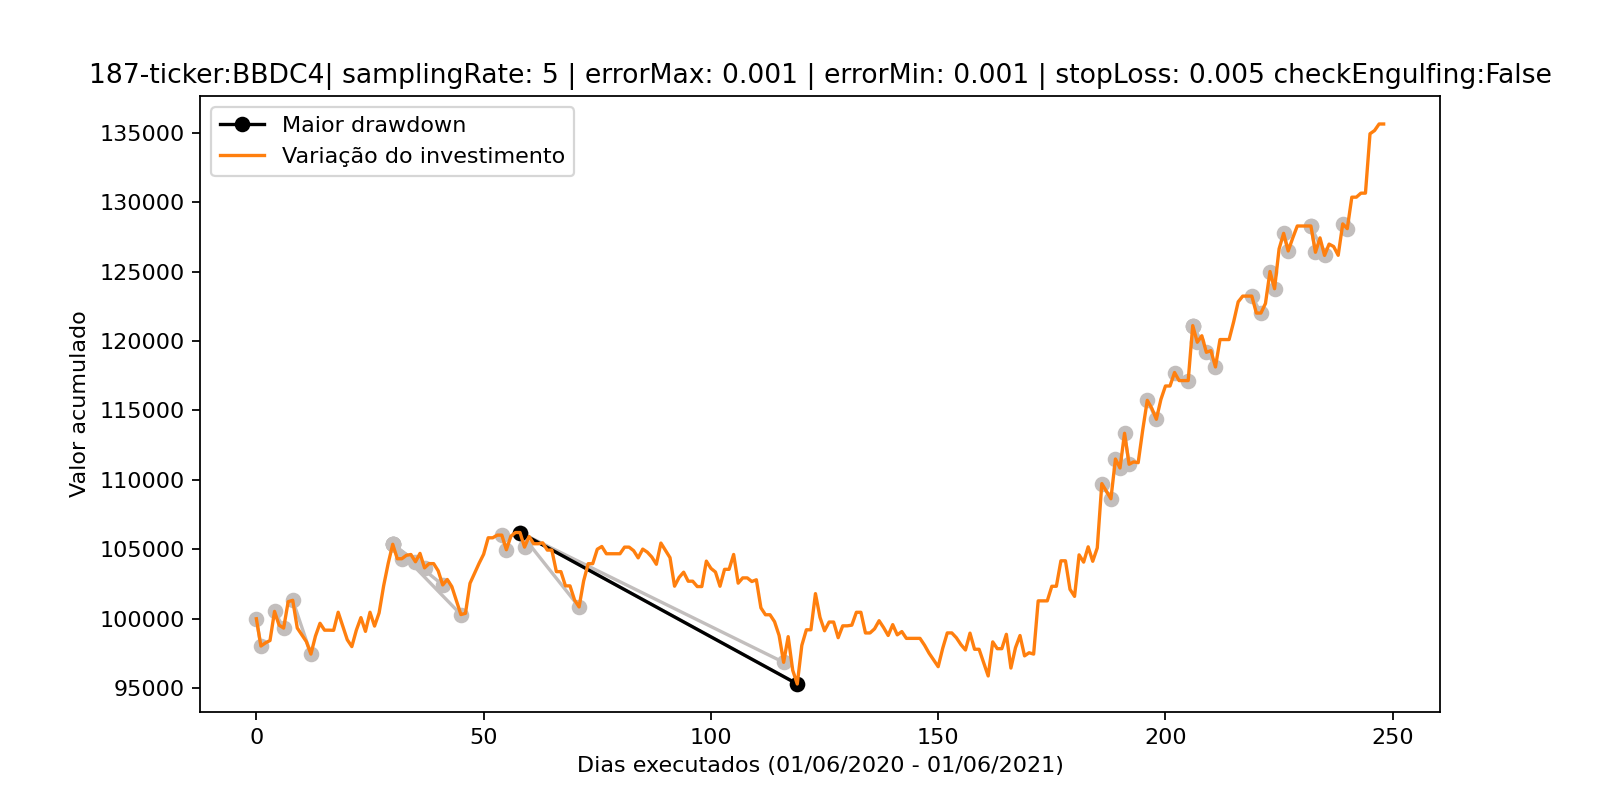 187-ticker:BBDC4| samplingRate: 5 | errorMax: 0.001 | errorMin: 0.001 | stopLoss: 0.005 checkEngulfing:False
Maior drawdown
Variação do investimento
Valor acumulado
135000
130000
125000
120000
115000
110000
105000
100000
95000
0 50 100 150 200 250
Dias executados (01/06/2020 - 01/06/2021)